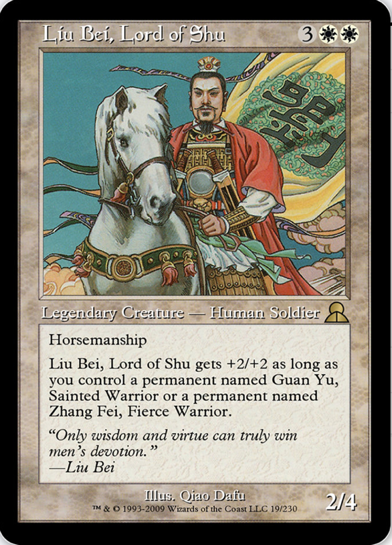 Liu Bei, Lord of Shu 3
Legendary Creature — Human Soldier
Horsemanship
Liu Bei, Lord of Shu gets +2/+2 as long as
you control a permanent named Guan Yu,
Sainted Warrior or a permanent named
Zhang Fei, Fierce Warrior.
“Only wisdom and virtue can truly win
men’s devotion.”
—Liu Bei
Illus. Qiao Dafu
™ & © 1993-2009 Wizards of the Coast LLC 19/230
2/4